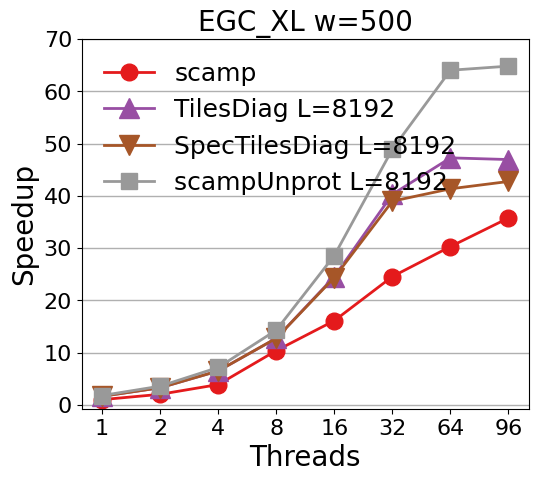 EGC_XL w=500
70
60
50
40
30
20
10
0
Speedup
scamp
TilesDiag L=8192
SpecTilesDiag L=8192
scampUnprot L=8192
1 2 4 8 16 32 64 96
Threads